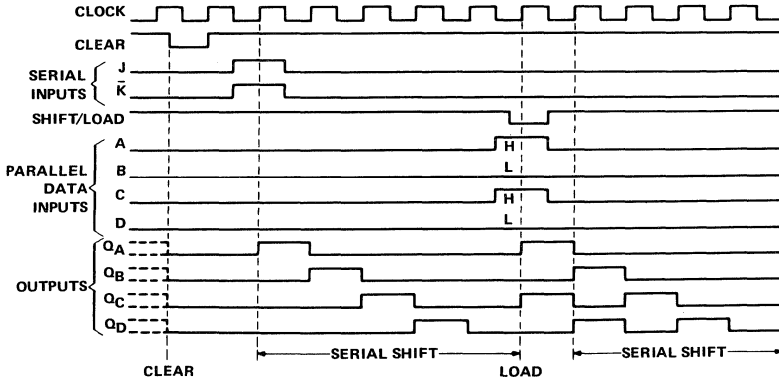 CLOCK
CLEAR
SERIAL INPUTS
J
K̅
SHIFT/LOAD
PARALLEL DATA INPUTS
A
H
B
L
C
H
D
L
OUTPUTS
QA
QB
QC
QD
SERIAL SHIFT
SERIAL SHIFT
CLEAR
LOAD